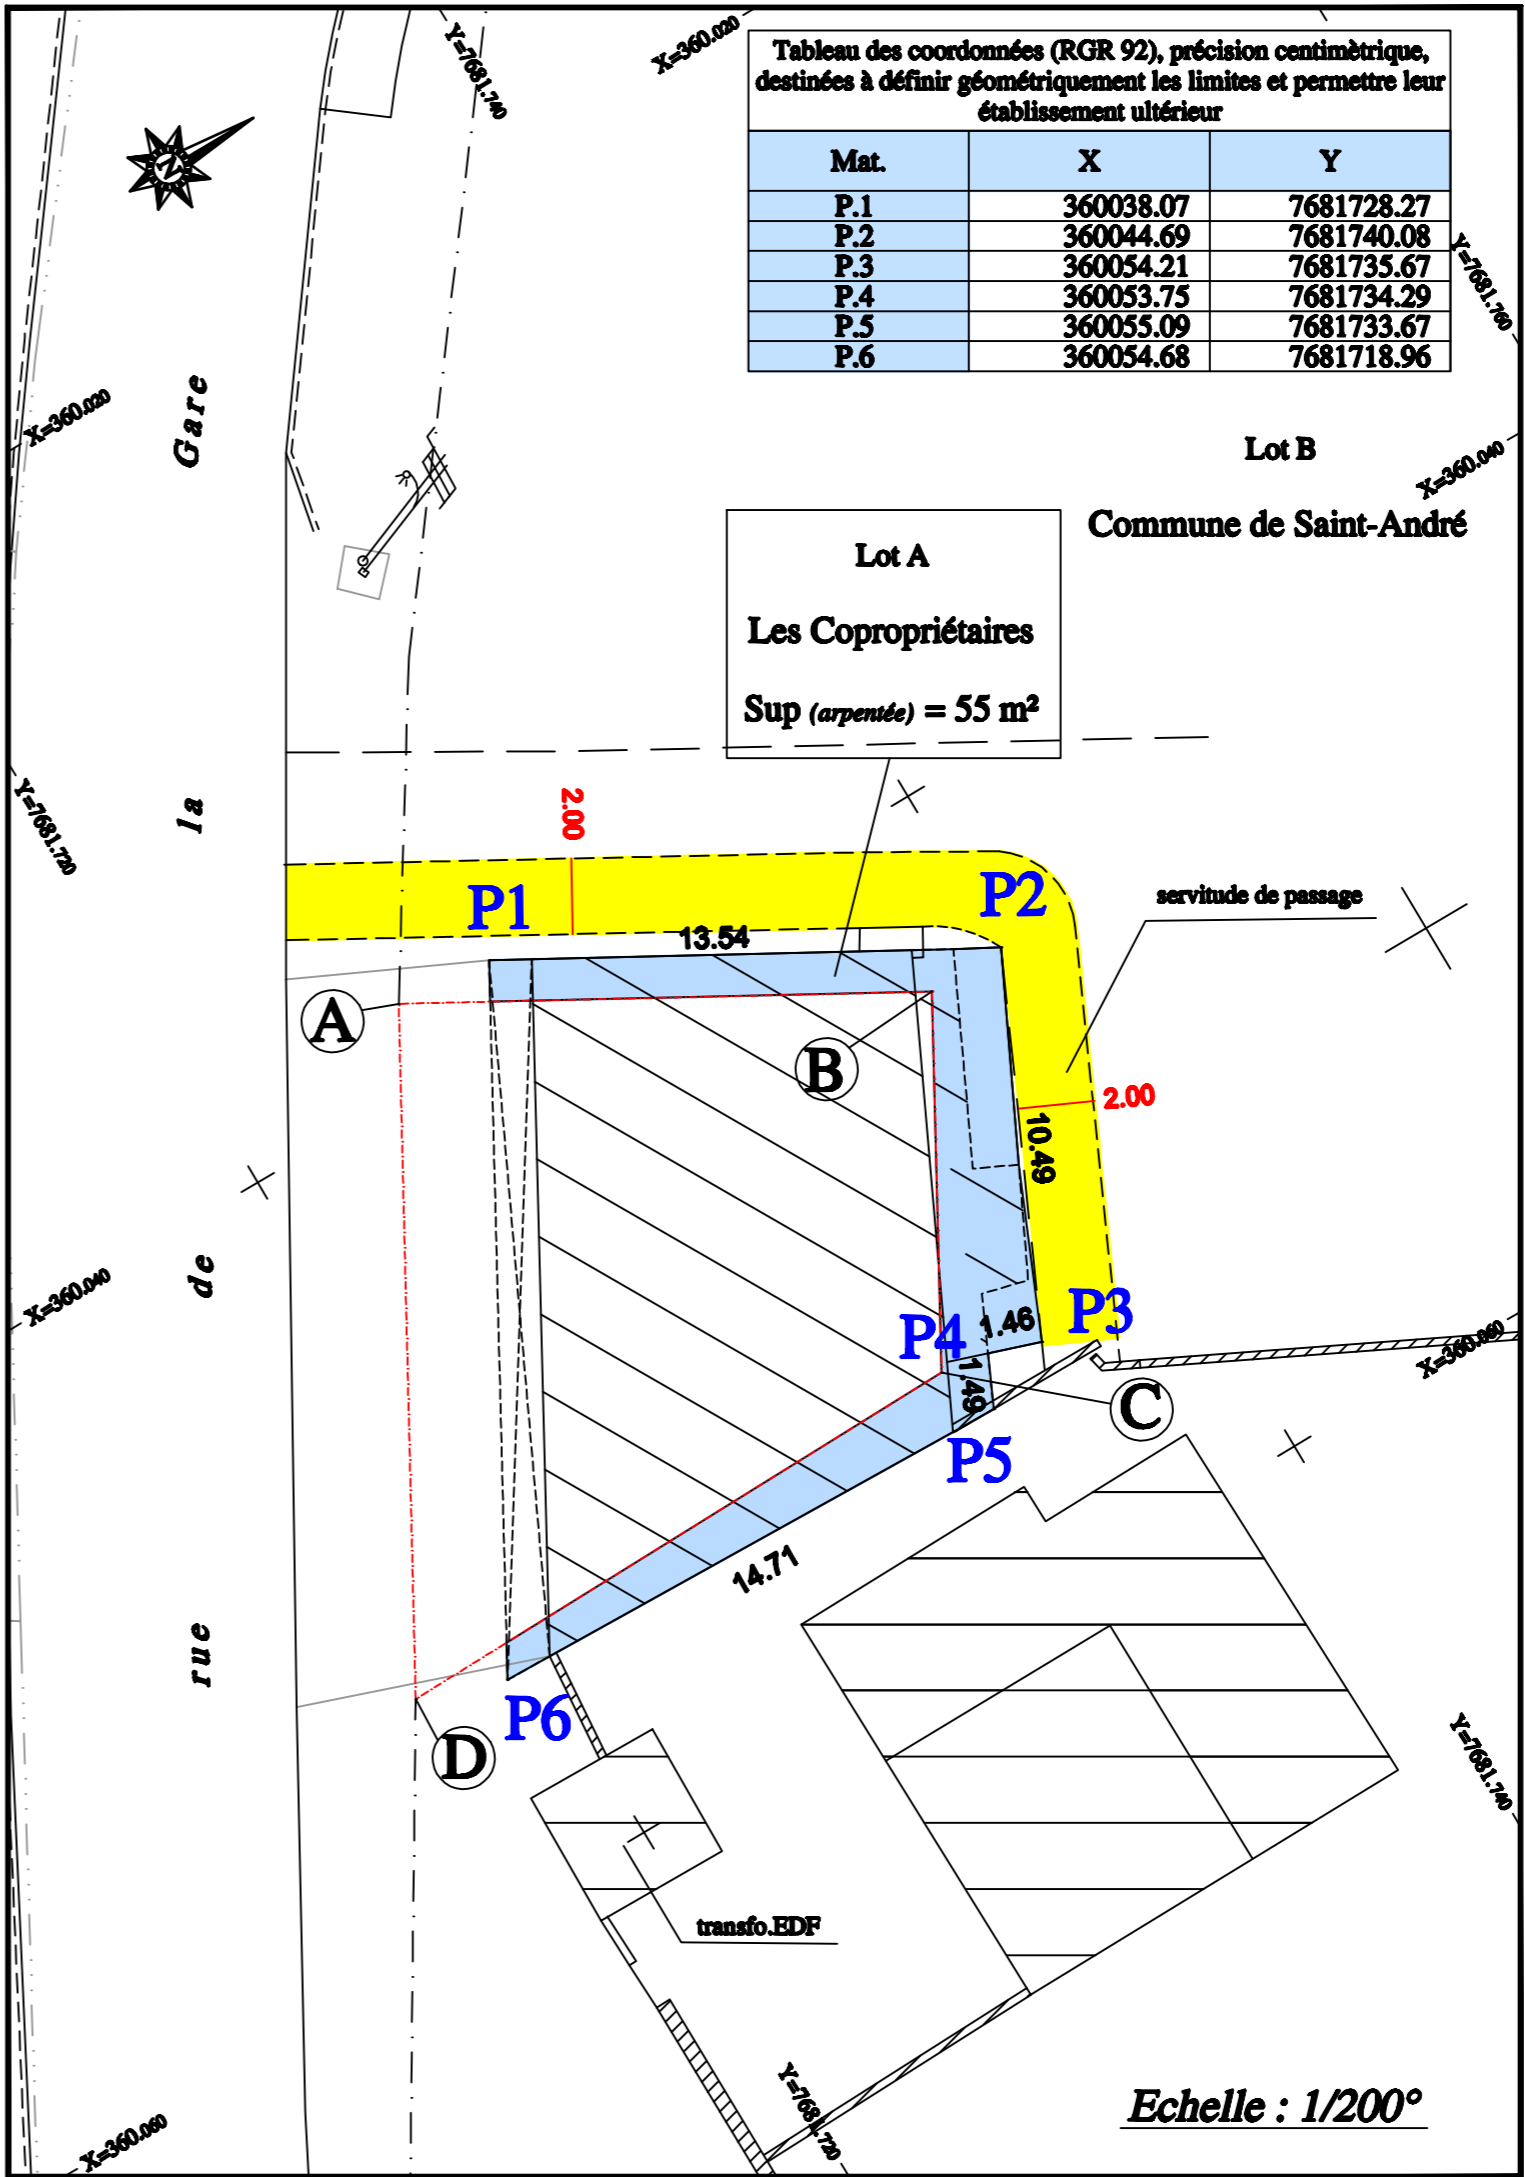 X=360.020
Y=7681.740
Tableau des coordonnées (RGR 92), précision centimètrique,
destinées à définir géométriquement les limites et permettre leur
établissement ultérieur
Mat. X Y
P.1 360038.07 7681728.27
P.2 360044.69 7681740.08
P.3 360054.21 7681735.67
P.4 360053.75 7681734.29
P.5 360055.09 7681733.67
P.6 360054.68 7681718.96
N
Y=7681.760
X=360.020
X=360.040
Lot B
Commune de Saint-André
Lot A
Les Copropriétaires
Sup (arpentée) = 55 m²
Y=7681.720
2.00
P1
P2
servitude de passage
13.54
A
B
2.00
10.49
X=360.040
P4
1.46
P3
X=360.060
1.49
C
P5
14.71
P6
D
Y=7681.740
transfo.EDF
rue de la Gare
Y=7681.720
X=360.060
Echelle : 1/200°